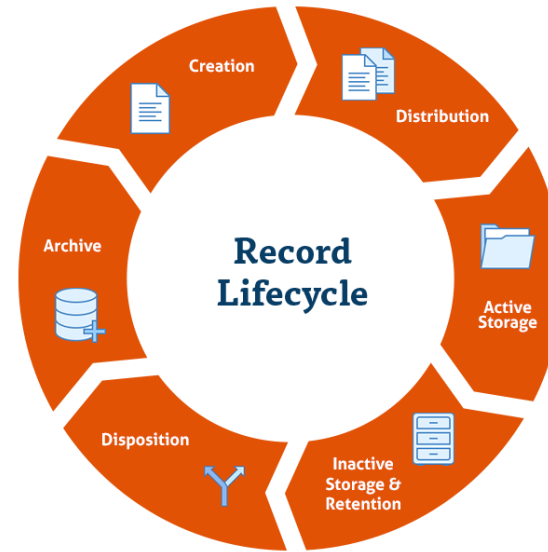 Creation
Distribution
Active
Storage
Inactive
Storage &
Retention
Disposition
Archive
Record
Lifecycle